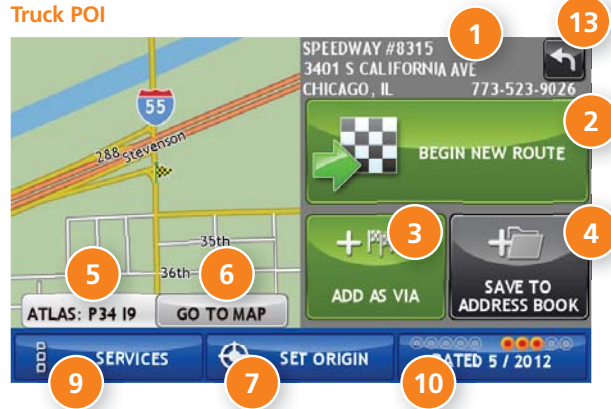 Truck POI
1
13
SPEEDWAY #8315
3401 S CALIFORNIA AVE
CHICAGO, IL 773-523-9026
55
288 Stevenson
2
BEGIN NEW ROUTE
35th
36th
3
4
5
6
ADD AS VIA
SAVE TO
ADDRESS BOOK
ATLAS: P34 I9
GO TO MAP
SERVICES
SET ORIGIN
RATED 5 / 2012
9
7
10